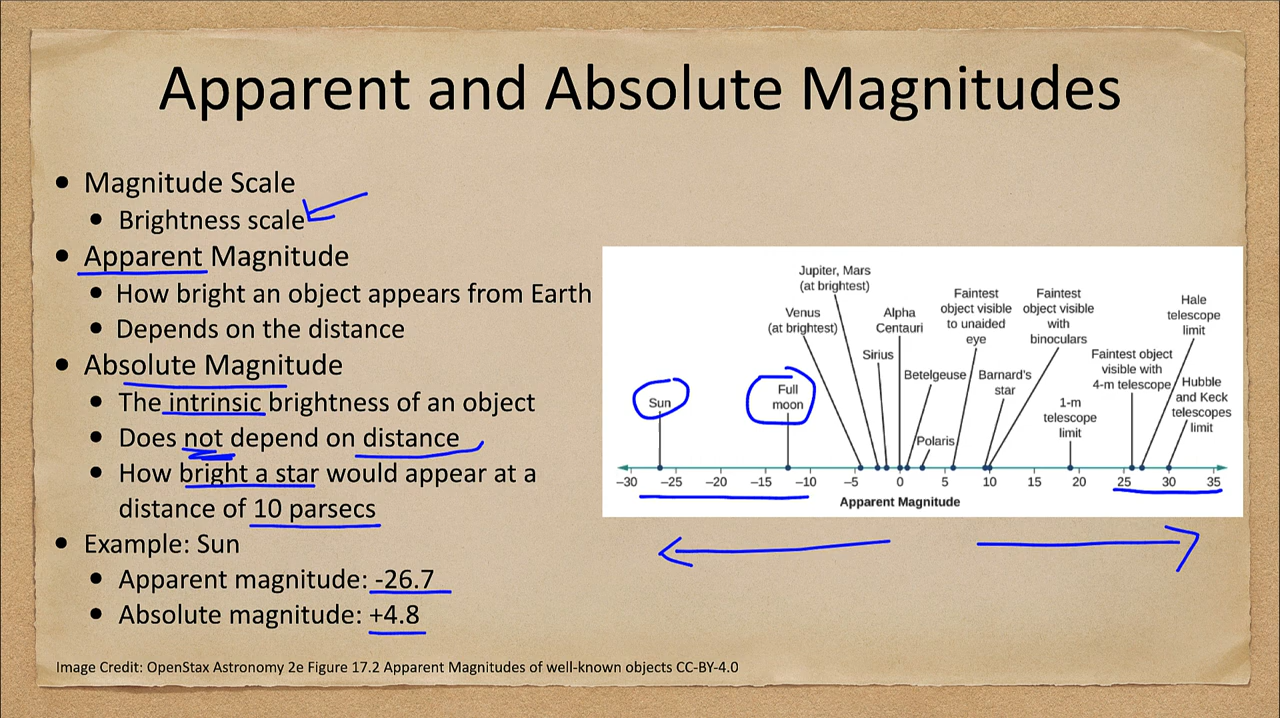 Apparent and Absolute Magnitudes
• Magnitude Scale
• Brightness scale
• Apparent Magnitude
• How bright an object appears from Earth
• Depends on the distance
• Absolute Magnitude
• The intrinsic brightness of an object
• Does not depend on distance
• How bright a star would appear at a
distance of 10 parsecs
• Example: Sun
• Apparent magnitude: -26.7
• Absolute magnitude: +4.8
Jupiter, Mars
(at brightest)
Venus
(at brightest)
Alpha
Centauri
Faintest
object visible
to unaided
eye
Faintest
object visible
with
binoculars
Hale
telescope
limit
Sun
Full
moon
Sirius
Betelgeuse
Polaris
Barnard's
star
1-m
telescope
limit
Faintest object
visible with
4-m telescope
Hubble
and Keck
telescopes
limit
−30 −25 −20 −15 −10 −5 0 5 10 15 20 25 30 35
Apparent Magnitude
Image Credit: OpenStax Astronomy 2e Figure 17.2 Apparent Magnitudes of well-known objects CC-BY-4.0